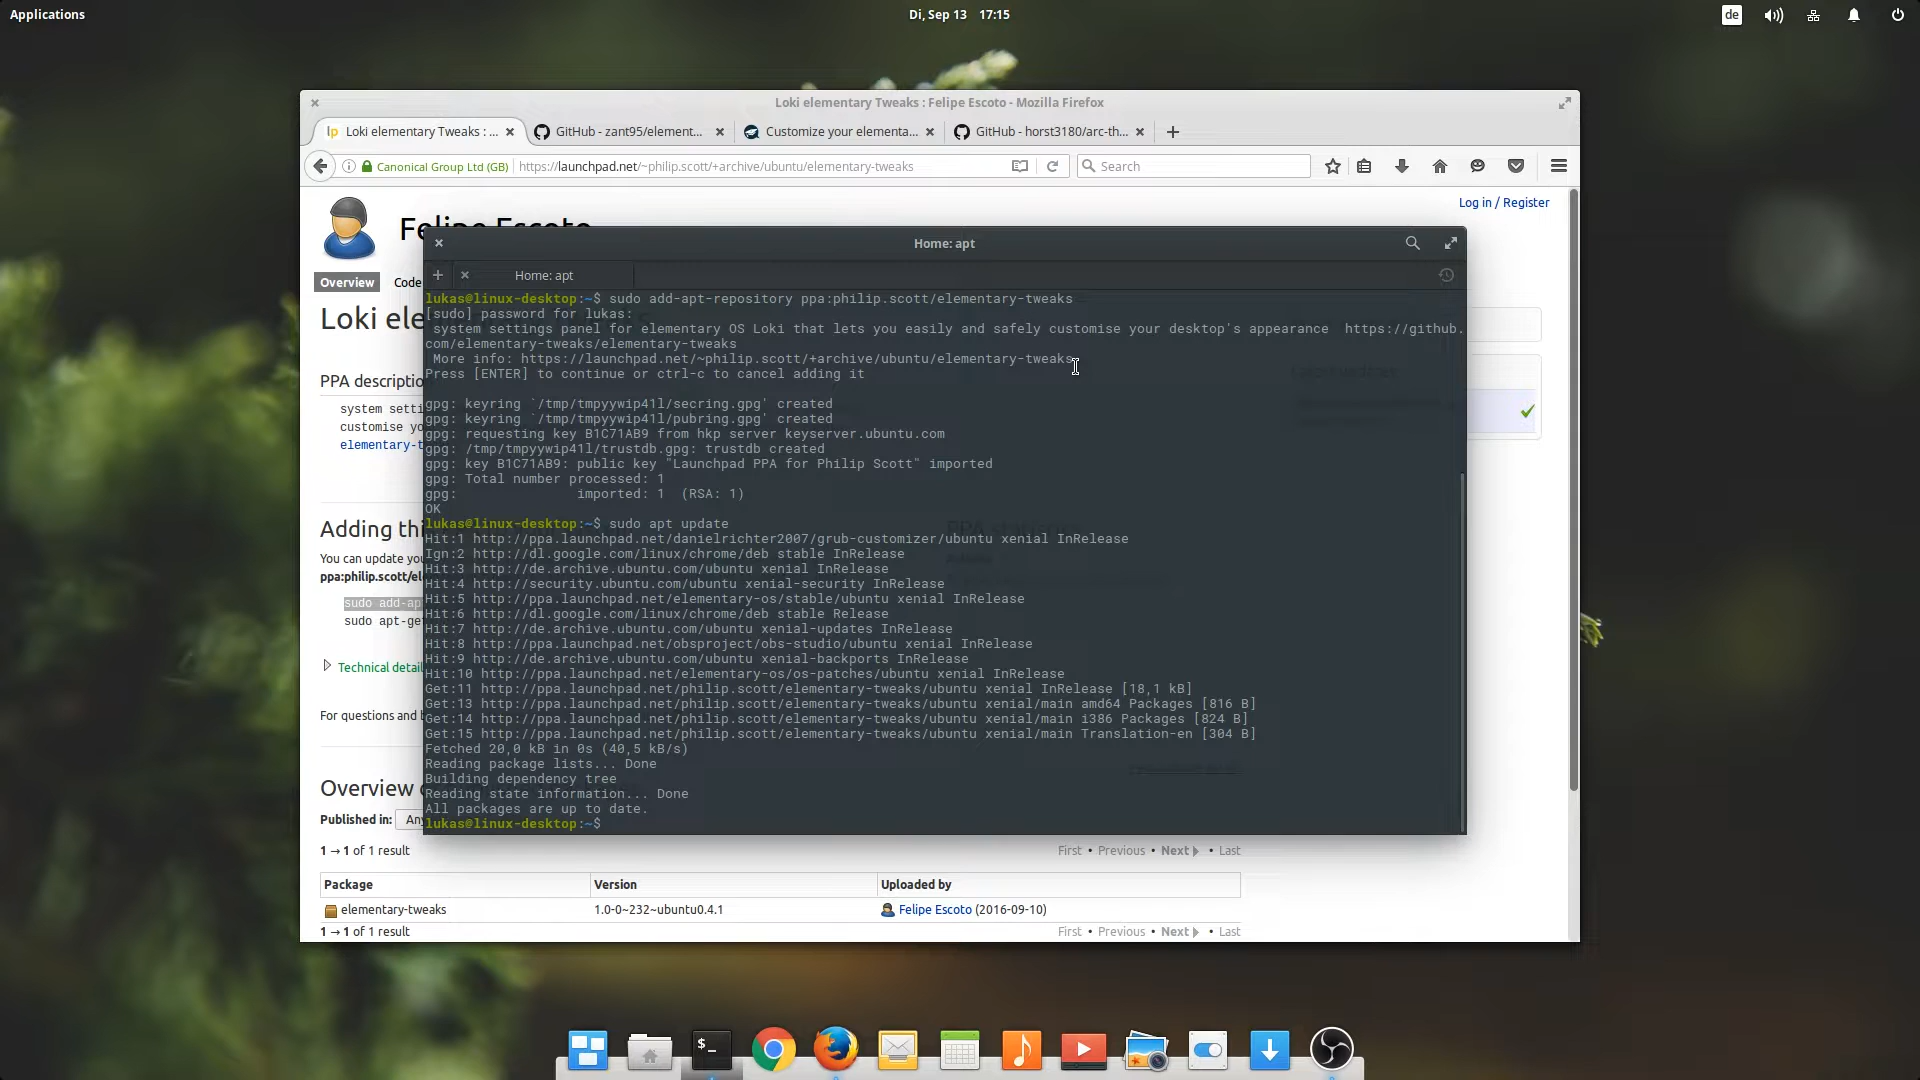 Applications
Di, Sep 13 17:15
de
Loki elementary Tweaks : Felipe Escoto - Mozilla Firefox
lp Loki elementary Tweaks : ...
GitHub - zant95/element...
Customize your elementa...
GitHub - horst3180/arc-th...
Canonical Group Ltd (GB)
https://launchpad.net/~philip.scott/+archive/ubuntu/elementary-tweaks
Search
Log in / Register
Felipe Escoto
Overview
Code
Loki ele
PPA descriptio
system setti
customise yo
elementary-t
Adding thi
You can update you
ppa:philip.scott/el
sudo add-ap
sudo apt-ge
Technical detail
For questions and b
Home: apt
Home: apt
lukas@linux-desktop:~$ sudo add-apt-repository ppa:philip.scott/elementary-tweaks
[sudo] password for lukas:
system settings panel for elementary OS Loki that lets you easily and safely customise your desktop's appearance https://github.
com/elementary-tweaks/elementary-tweaks
More info: https://launchpad.net/~philip.scott/+archive/ubuntu/elementary-tweaks
Press [ENTER] to continue or ctrl-c to cancel adding it
gpg: keyring `/tmp/tmpyywip41l/secring.gpg' created
gpg: keyring `/tmp/tmpyywip41l/pubring.gpg' created
gpg: requesting key B1C71AB9 from hkp server keyserver.ubuntu.com
gpg: /tmp/tmpyywip41l/trustdb.gpg: trustdb created
gpg: key B1C71AB9: public key "Launchpad PPA for Philip Scott" imported
gpg: Total number processed: 1
gpg: imported: 1 (RSA: 1)
OK
lukas@linux-desktop:~$ sudo apt update
Hit:1 http://ppa.launchpad.net/danielrichter2007/grub-customizer/ubuntu xenial InRelease
Ign:2 http://dl.google.com/linux/chrome/deb stable InRelease
Hit:3 http://de.archive.ubuntu.com/ubuntu xenial InRelease
Hit:4 http://security.ubuntu.com/ubuntu xenial-security InRelease
Hit:5 http://ppa.launchpad.net/elementary-os/stable/ubuntu xenial InRelease
Hit:6 http://dl.google.com/linux/chrome/deb stable Release
Hit:7 http://de.archive.ubuntu.com/ubuntu xenial-updates InRelease
Hit:8 http://ppa.launchpad.net/obsproject/obs-studio/ubuntu xenial InRelease
Hit:9 http://de.archive.ubuntu.com/ubuntu xenial-backports InRelease
Hit:10 http://ppa.launchpad.net/elementary-os/os-patches/ubuntu xenial InRelease
Get:11 http://ppa.launchpad.net/philip.scott/elementary-tweaks/ubuntu xenial InRelease [18,1 kB]
Get:13 http://ppa.launchpad.net/philip.scott/elementary-tweaks/ubuntu xenial/main amd64 Packages [816 B]
Get:14 http://ppa.launchpad.net/philip.scott/elementary-tweaks/ubuntu xenial/main i386 Packages [824 B]
Get:15 http://ppa.launchpad.net/philip.scott/elementary-tweaks/ubuntu xenial/main Translation-en [304 B]
Fetched 20,0 kB in 0s (40,5 kB/s)
Reading package lists... Done
Building dependency tree
Reading state information... Done
All packages are up to date.
lukas@linux-desktop:~$
Overview
Published in: An
1 → 1 of 1 result
First • Previous • Next • Last
Package Version Uploaded by
elementary-tweaks 1.0-0~232~ubuntu0.4.1 Felipe Escoto (2016-09-10)
1 → 1 of 1 result
First • Previous • Next • Last
$ _